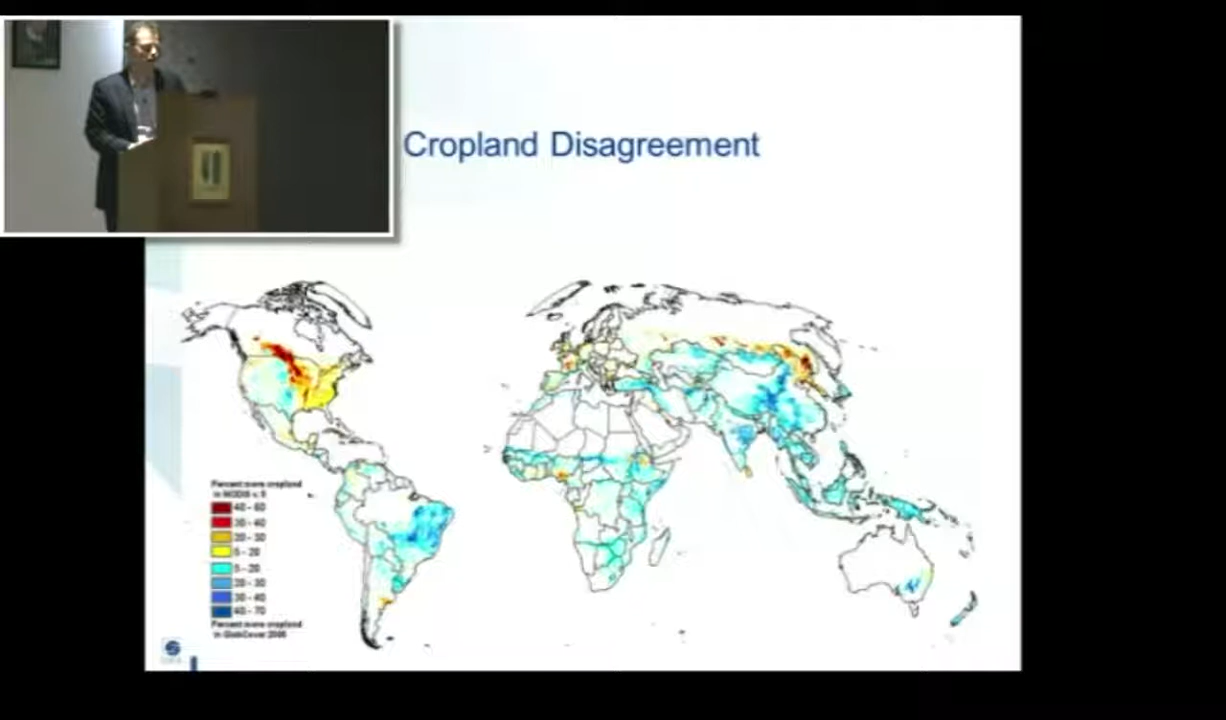 Cropland Disagreement
Percent more cropland
in MODIS v. 5
40 - 60
30 - 40
20 - 30
5 - 20
5 - 20
20 - 30
30 - 40
40 - 70
Percent more cropland
in GlobCover 2005